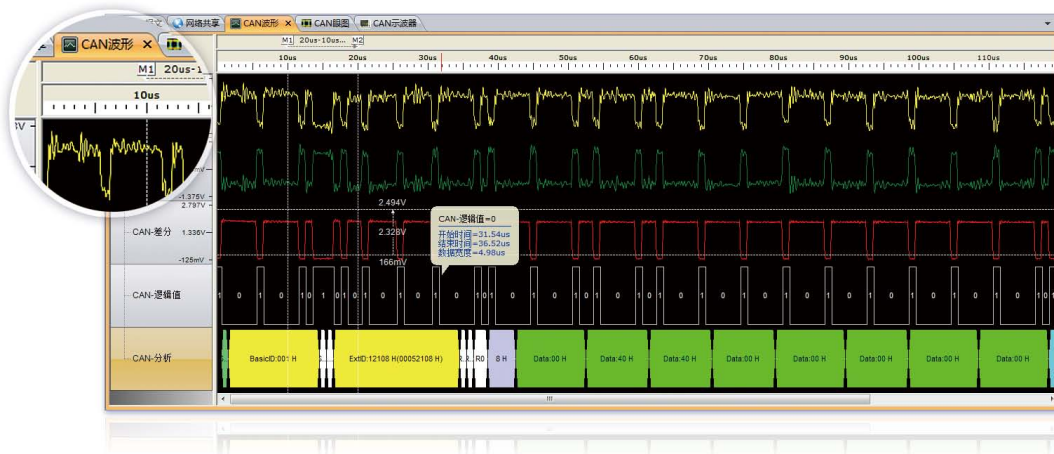 网络共享 CAN波形 × CAN眼图 CAN示波器
CAN波形 ×
M1 20us-10us... M2
M1 20us-1
10us 20us 30us 40us 50us 60us 70us 80us 90us 100us 110us
10us
-1.375V
2.797V
CAN-差分 1.336V
-125mV
2.494V
2.328V
166mV
CAN-逻辑值=0
开始时间=31.54us
结束时间=36.52us
数据宽度=4.98us
CAN-逻辑值
1 0 1 0 1 0 1 0 1 0 1 0 1 0 1 0 1 0 1 0 1 0 1 0 1 0 1 0 1 0 1 0 1 0 1 0 1
CAN-分析
BasicID:001 H ExtID:12108 H(00052108 H) R0 8 H Data:00 H Data:40 H Data:40 H Data:00 H Data:00 H Data:00 H Data:00 H Data:00 H